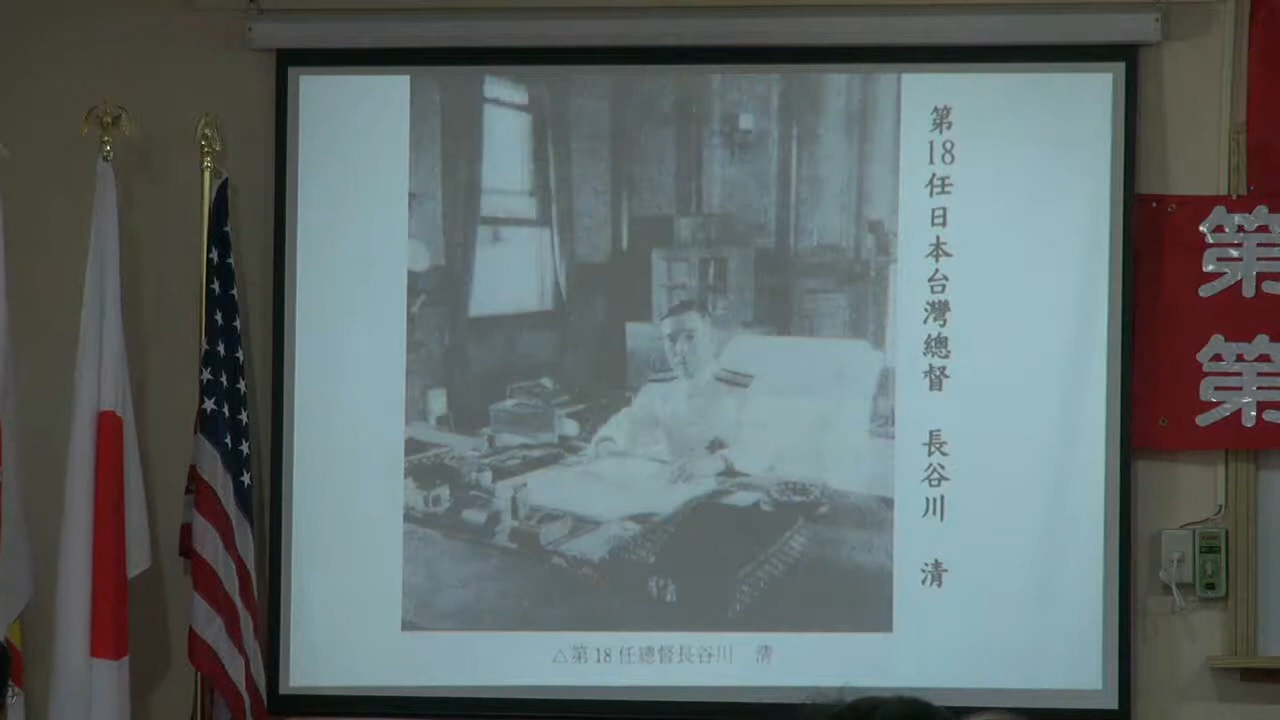 第18任日本台灣總督 長谷川 清
△第18任總督長谷川 清
第
第